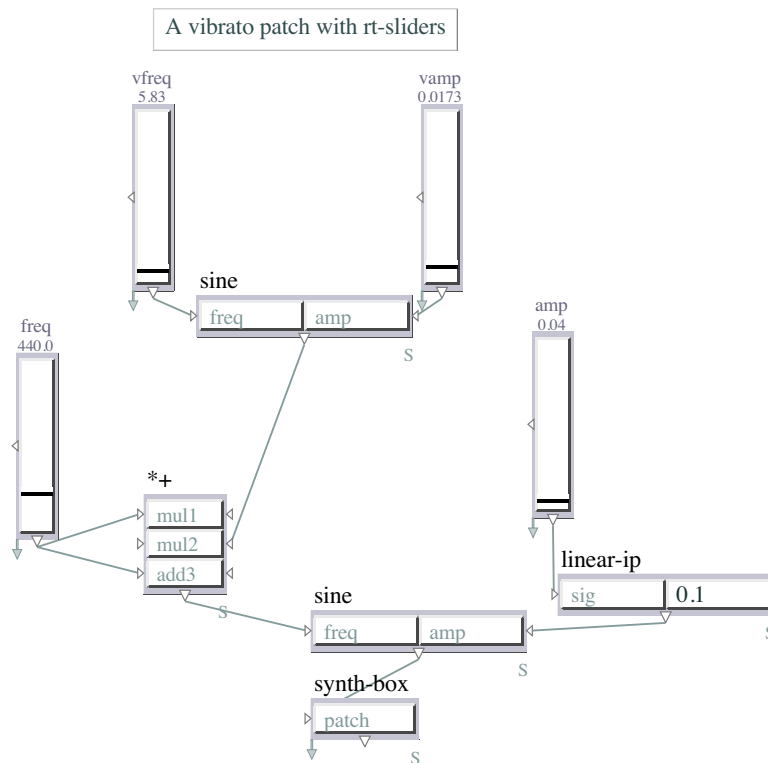 A vibrato patch with rt-sliders
vfreq
5.83
vamp
0.0173
sine
freq
amp
S
amp
0.04
freq
440.0
*+
mul1
mul2
add3
S
linear-ip
sig
0.1
S
sine
freq
amp
S
synth-box
patch
S